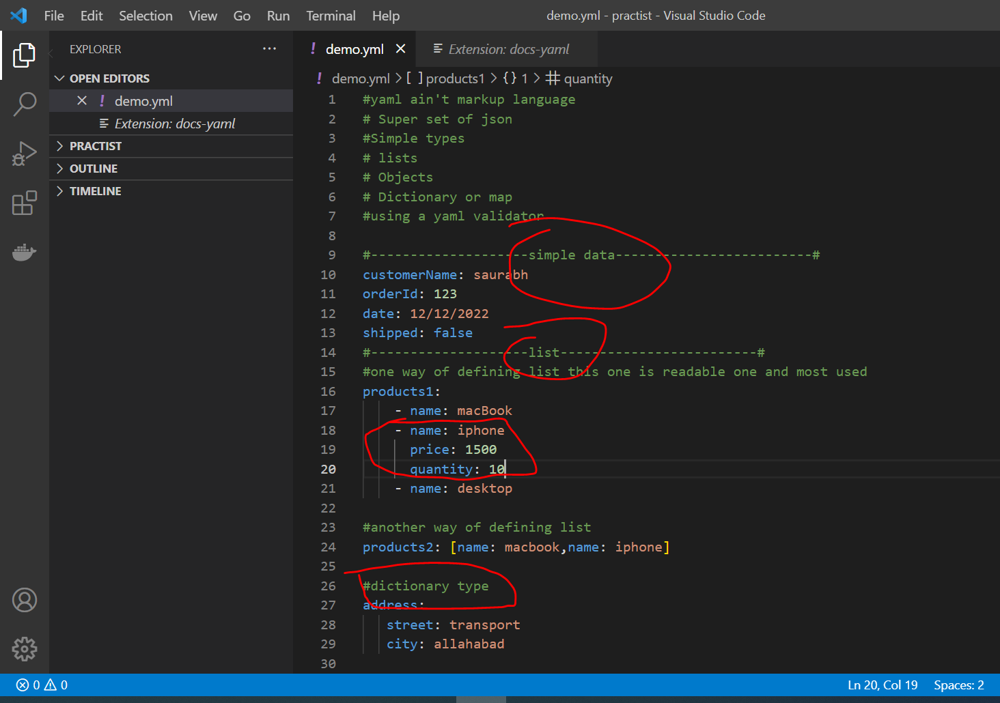 File Edit Selection View Go Run Terminal Help demo.yml - practist - Visual Studio Code
EXPLORER ...
OPEN EDITORS
! demo.yml
Extension: docs-yaml
PRACTIST
OUTLINE
TIMELINE
! demo.yml Extension: docs-yaml
! demo.yml > [ ] products1 > {} 1 > # quantity
1 #yaml ain't markup language
2 # Super set of json
3 #Simple types
4 # lists
5 # Objects
6 # Dictionary or map
7 #using a yaml validator
8
9 #--------------------simple data-------------------------#
10 customerName: saurabh
11 orderId: 123
12 date: 12/12/2022
13 shipped: false
14 #--------------------list-------------------------#
15 #one way of defining list this one is readable one and most used
16 products1:
17 - name: macBook
18 - name: iphone
19 price: 1500
20 quantity: 10
21 - name: desktop
22
23 #another way of defining list
24 products2: [name: macbook,name: iphone]
25
26 #dictionary type
27 address:
28 street: transport
29 city: allahabad
30
0 0 Ln 20, Col 19 Spaces: 2